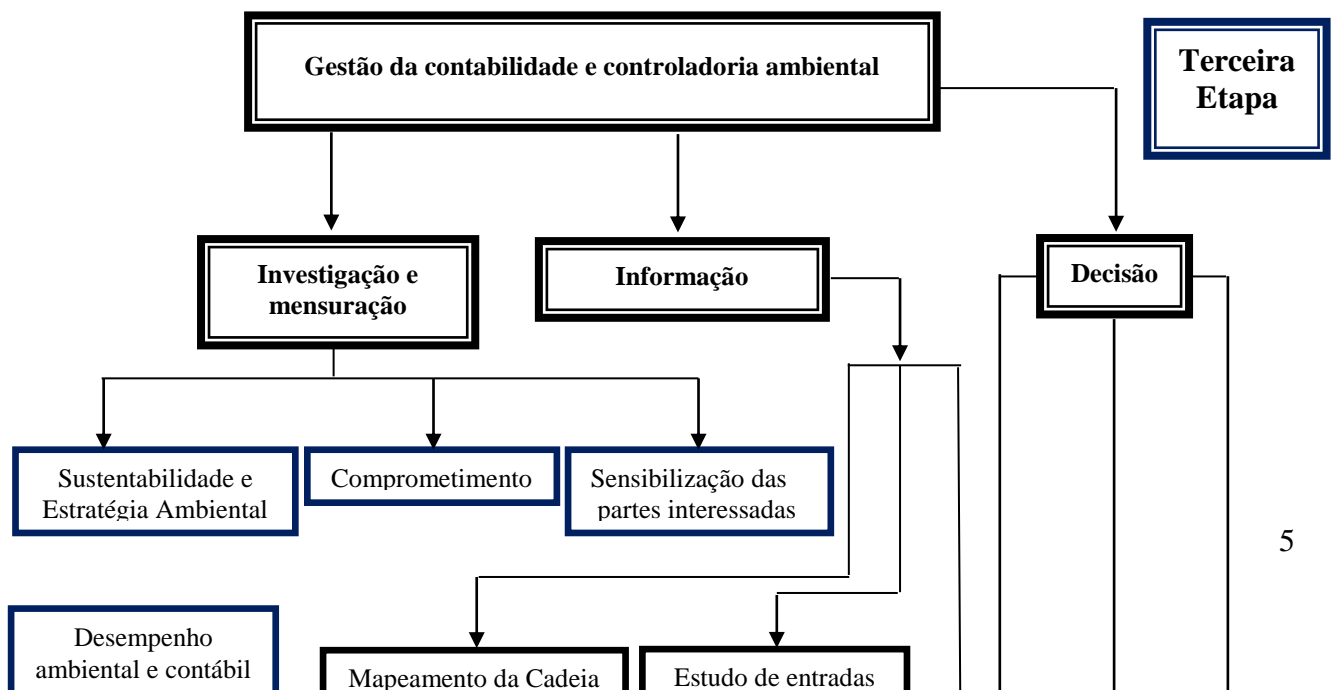 Gestão da contabilidade e controladoria ambiental
Terceira
Etapa
Investigação e
mensuração
Informação
Decisão
Sustentabilidade e
Estratégia Ambiental
Comprometimento
Sensibilização das
partes interessadas
5
Desempenho
ambiental e contábil
Mapeamento da Cadeia
Estudo de entradas